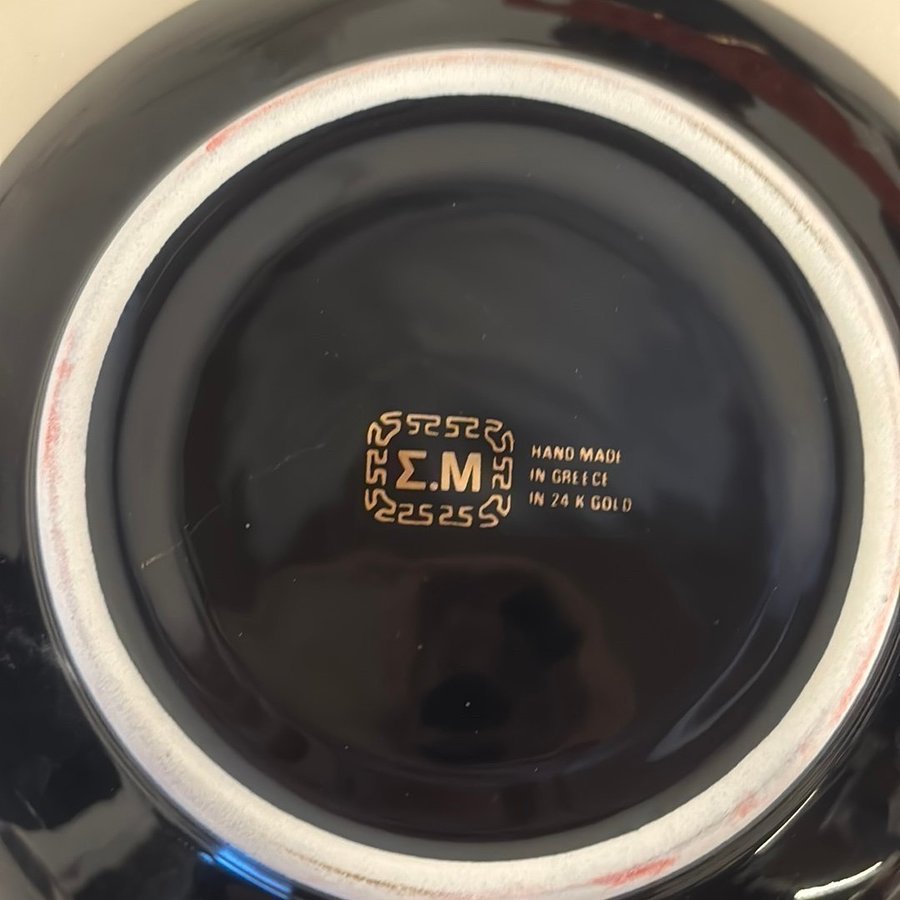 Σ.Μ
HAND MADE
IN GREECE
IN 24 K GOLD